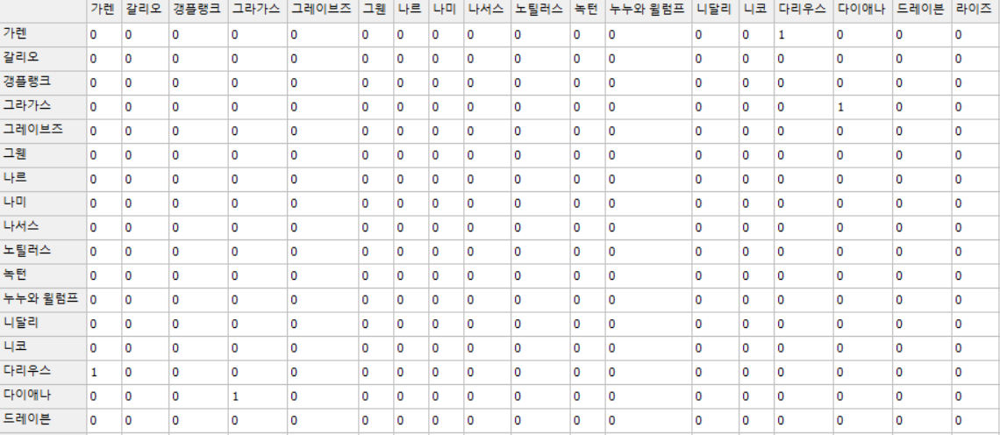 가렌 갈리오 갱플랭크 그라가스 그레이브즈 그웬 나르 나미 나서스 노틸러스 녹턴 누누와 윌럼프 니달리 니코 다리우스 다이애나 드레이븐 라이즈
가렌 0 0 0 0 0 0 0 0 0 0 0 0 0 0 1 0 0 0
갈리오 0 0 0 0 0 0 0 0 0 0 0 0 0 0 0 0 0 0
갱플랭크 0 0 0 0 0 0 0 0 0 0 0 0 0 0 0 0 0 0
그라가스 0 0 0 0 0 0 0 0 0 0 0 0 0 0 0 1 0 0
그레이브즈 0 0 0 0 0 0 0 0 0 0 0 0 0 0 0 0 0 0
그웬 0 0 0 0 0 0 0 0 0 0 0 0 0 0 0 0 0 0
나르 0 0 0 0 0 0 0 0 0 0 0 0 0 0 0 0 0 0
나미 0 0 0 0 0 0 0 0 0 0 0 0 0 0 0 0 0 0
나서스 0 0 0 0 0 0 0 0 0 0 0 0 0 0 0 0 0 0
노틸러스 0 0 0 0 0 0 0 0 0 0 0 0 0 0 0 0 0 0
녹턴 0 0 0 0 0 0 0 0 0 0 0 0 0 0 0 0 0 0
누누와 윌럼프 0 0 0 0 0 0 0 0 0 0 0 0 0 0 0 0 0 0
니달리 0 0 0 0 0 0 0 0 0 0 0 0 0 0 0 0 0 0
니코 0 0 0 0 0 0 0 0 0 0 0 0 0 0 0 0 0 0
다리우스 1 0 0 0 0 0 0 0 0 0 0 0 0 0 0 0 0 0
다이애나 0 0 0 1 0 0 0 0 0 0 0 0 0 0 0 0 0 0
드레이븐 0 0 0 0 0 0 0 0 0 0 0 0 0 0 0 0 0 0